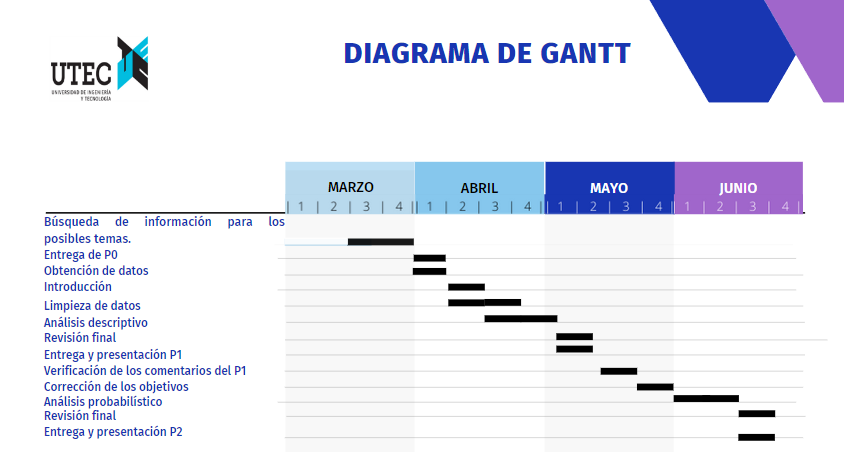 DIAGRAMA DE GANTT
UTEC
UNIVERSIDAD DE INGENIERÍA
Y TECNOLOGÍA
MARZO ABRIL MAYO JUNIO
| 1 | 2 | 3 | 4 | 1 | 2 | 3 | 4 | 1 | 2 | 3 | 4 | 1 | 2 | 3 | 4
Búsqueda de información para los
posibles temas.
Entrega de P0
Obtención de datos
Introducción
Limpieza de datos
Análisis descriptivo
Revisión final
Entrega y presentación P1
Verificación de los comentarios del P1
Corrección de los objetivos
Análisis probabilístico
Revisión final
Entrega y presentación P2